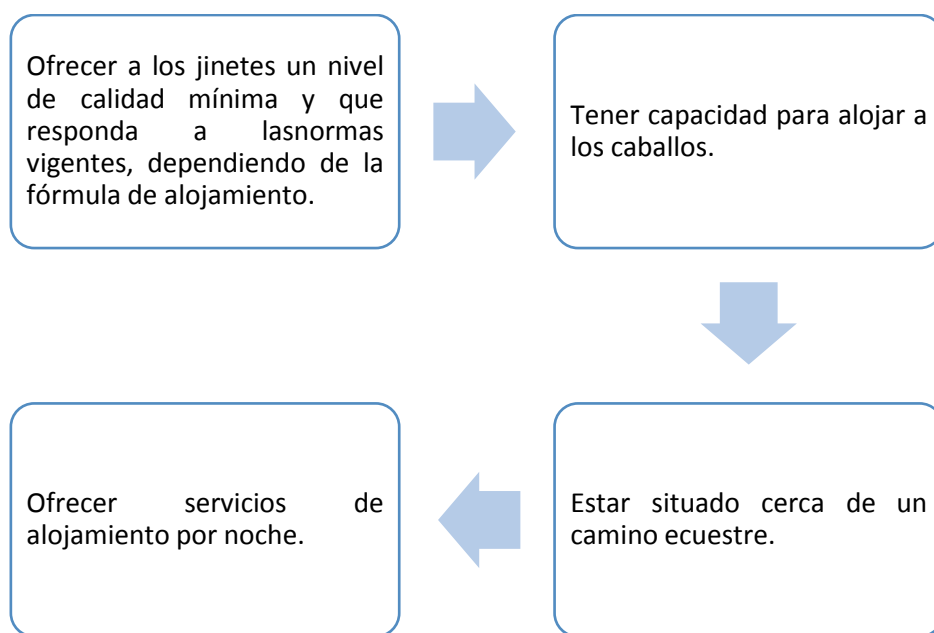 Ofrecer a los jinetes un nivel
de calidad mínima y que
responda a lasnormas
vigentes, dependiendo de la
fórmula de alojamiento.
Tener capacidad para alojar a
los caballos.
Estar situado cerca de un
camino ecuestre.
Ofrecer servicios de
alojamiento por noche.